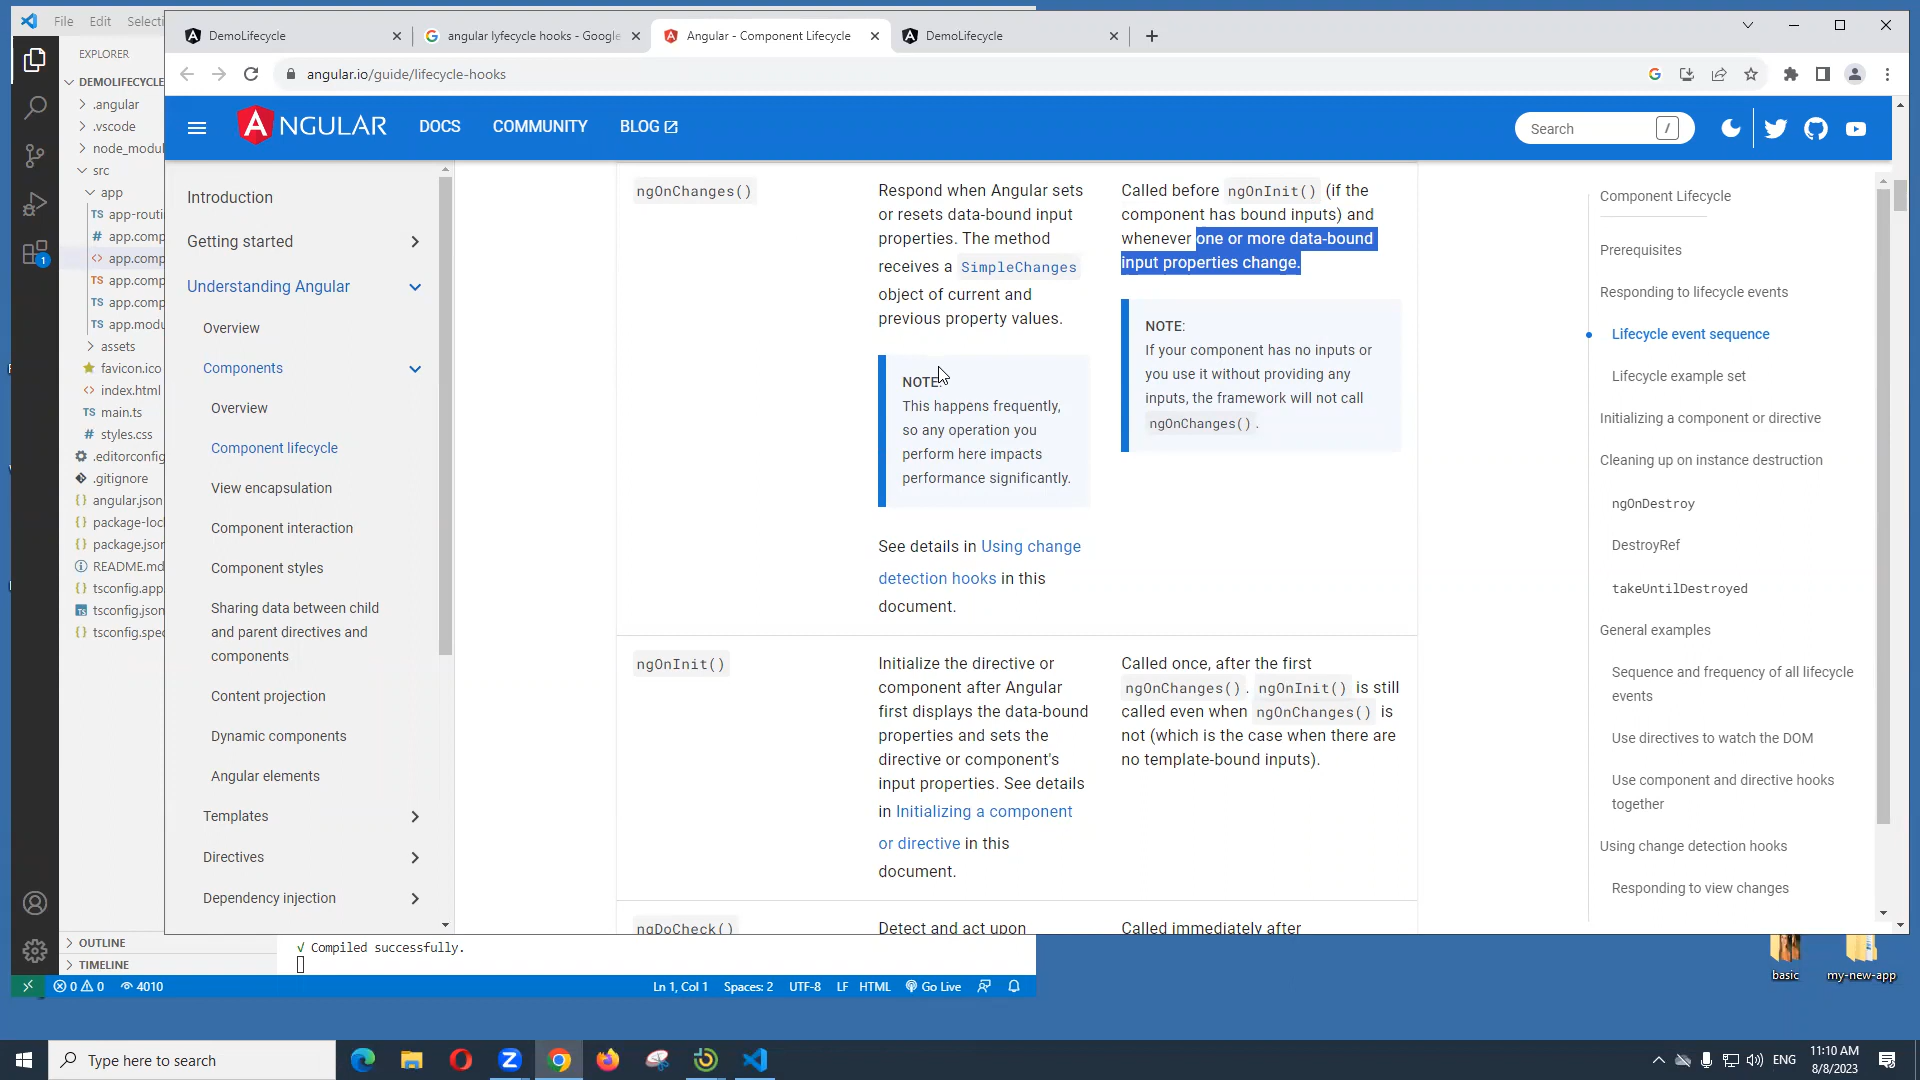 File Edit Selecti
DemoLifecycle
angular lyfecycle hooks - Google
Angular - Component Lifecycle
DemoLifecycle
angular.io/guide/lifecycle-hooks
EXPLORER
DEMOLIFECYCLE
.angular
.vscode
node_modul
src
app
TS app-routi
# app.comp
<> app.comp
TS app.comp
TS app.comp
TS app.modu
assets
favicon.ico
<> index.html
TS main.ts
# styles.css
.editorconfig
.gitignore
{} angular.json
{} package-loc
{} package.json
README.md
{} tsconfig.app
TS tsconfig.json
{} tsconfig.spec
OUTLINE
TIMELINE
1
ANGULAR
DOCS
COMMUNITY
BLOG
Search /
Introduction
Getting started
Understanding Angular
Overview
Components
Overview
Component lifecycle
View encapsulation
Component interaction
Component styles
Sharing data between child
and parent directives and
components
Content projection
Dynamic components
Angular elements
Templates
Directives
Dependency injection
ngOnChanges()
Respond when Angular sets
or resets data-bound input
properties. The method
receives a SimpleChanges
object of current and
previous property values.
NOTE:
This happens frequently,
so any operation you
perform here impacts
performance significantly.
See details in Using change
detection hooks in this
document.
Called before ngOnInit() (if the
component has bound inputs) and
whenever one or more data-bound
input properties change.
NOTE:
If your component has no inputs or
you use it without providing any
inputs, the framework will not call
ngOnChanges() .
ngOnInit()
Initialize the directive or
component after Angular
first displays the data-bound
properties and sets the
directive or component's
input properties. See details
in Initializing a component
or directive in this
document.
Called once, after the first
ngOnChanges() . ngOnInit() is still
called even when ngOnChanges() is
not (which is the case when there are
no template-bound inputs).
ngDoCheck()
Detect and act upon
Called immediately after
Component Lifecycle
Prerequisites
Responding to lifecycle events
Lifecycle event sequence
Lifecycle example set
Initializing a component or directive
Cleaning up on instance destruction
ngOnDestroy
DestroyRef
takeUntilDestroyed
General examples
Sequence and frequency of all lifecycle
events
Use directives to watch the DOM
Use component and directive hooks
together
Using change detection hooks
Responding to view changes
√ Compiled successfully.
0 0 4010
Ln 1, Col 1 Spaces: 2 UTF-8 LF HTML Go Live
basic
my-new-app
Type here to search
ENG
11:10 AM
8/8/2023